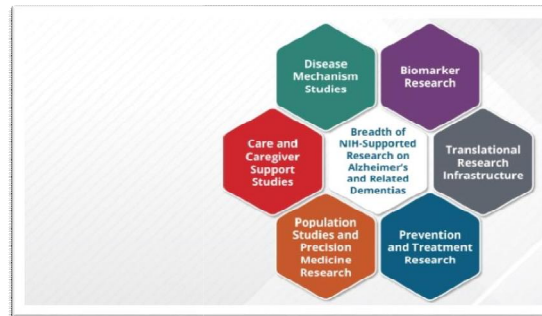 Disease
Mechanism
Studies
Biomarker
Research
Care and
Caregiver
Support
Studies
Breadth of
NIH-Supported
Research on
Alzheimer's
and Related
Dementias
Translational
Research
Infrastructure
Population
Studies and
Precision
Medicine
Research
Prevention
and Treatment
Research